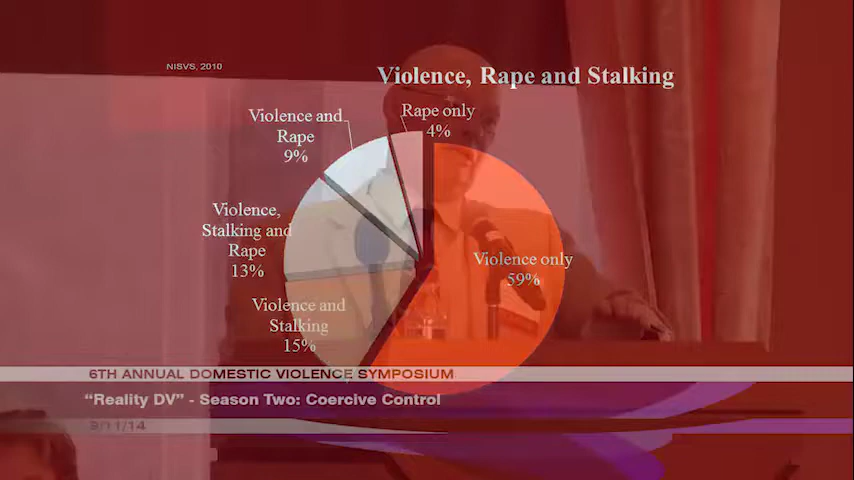 NISVS, 2010
Violence, Rape and Stalking
Violence and
Rape
9%
Rape only
4%
Violence,
Stalking and
Rape
13%
Violence only
59%
Violence and
Stalking
15%
6TH ANNUAL DOMESTIC VIOLENCE SYMPOSIUM
“Reality DV” - Season Two: Coercive Control
9/11/14